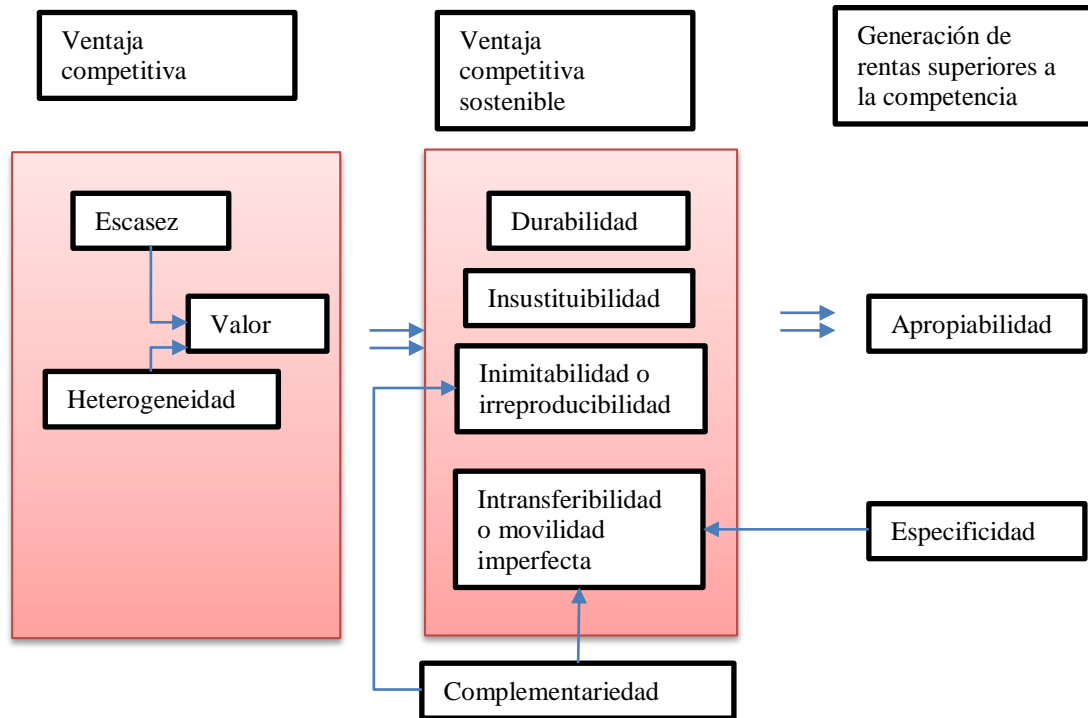 Ventaja
competitiva
Ventaja
competitiva
sostenible
Generación de
rentas superiores a
la competencia
Escasez
Valor
Heterogeneidad
Durabilidad
Insustituibilidad
Inimitabilidad o
irreproducibilidad
Intransferibilidad
o movilidad
imperfecta
Apropiabilidad
Especificidad
Complementariedad